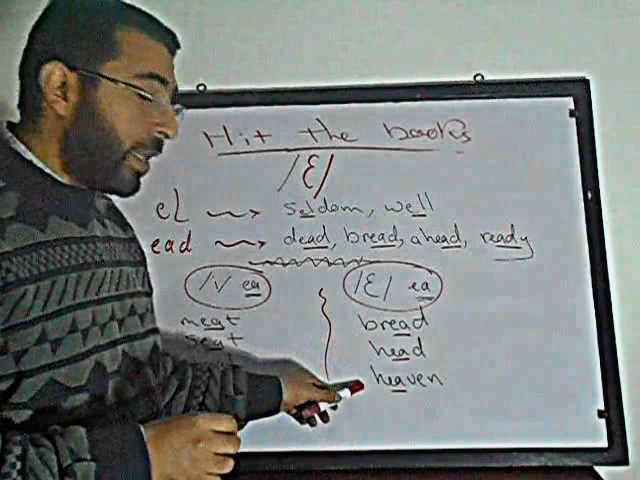 Hit the books
/ɛ/
el → seldom, well
ead → dead, bread, ahead, ready
/i/ ea /ɛ/ ea
meat bread
seat head
heaven